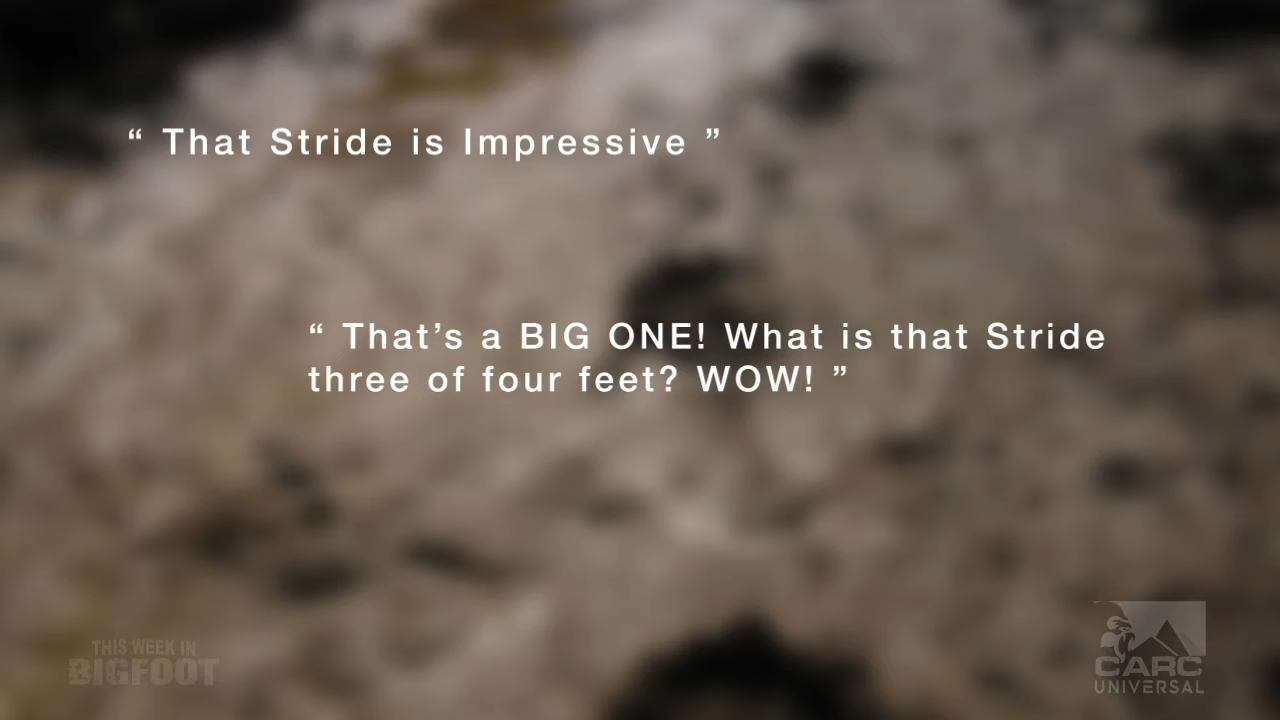 “ That Stride is Impressive ”
“ That’s a BIG ONE! What is that Stride
three of four feet? WOW! ”
THIS WEEK IN
BIGFOOT
CARC
UNIVERSAL